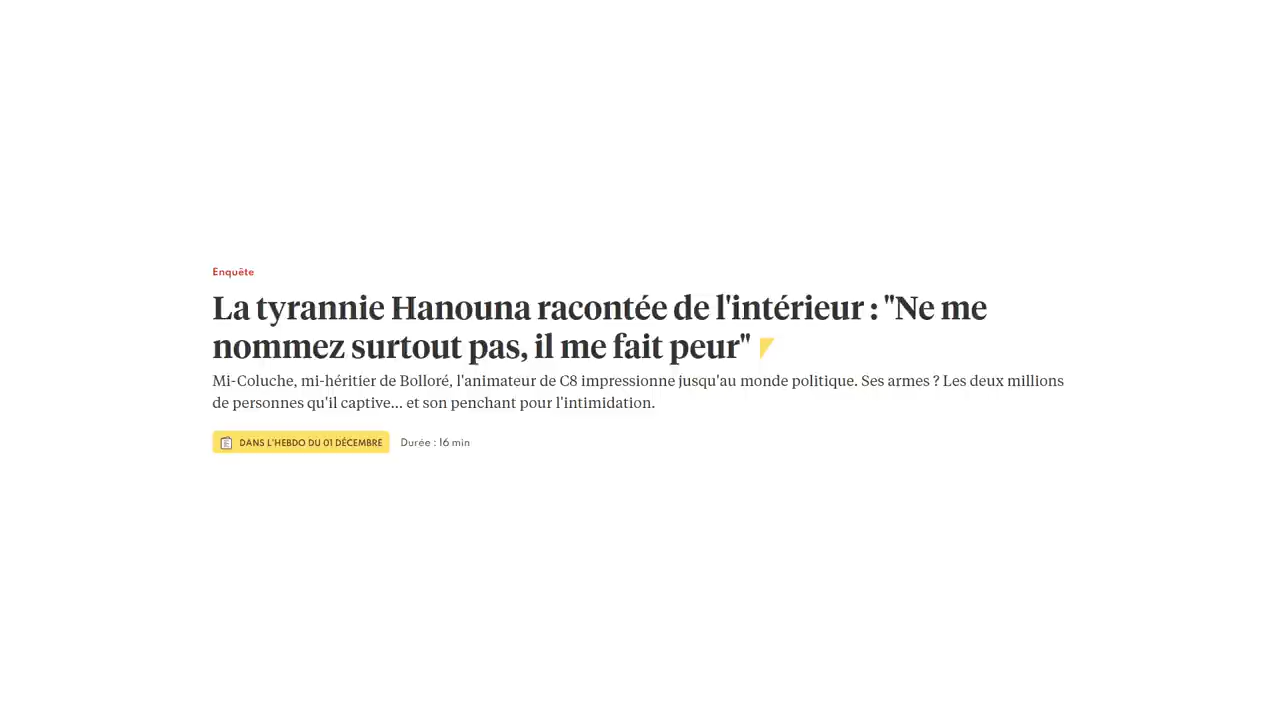 Enquête
La tyrannie Hanouna racontée de l'intérieur : "Ne me
nommez surtout pas, il me fait peur"
Mi-Coluche, mi-héritier de Bolloré, l'animateur de C8 impressionne jusqu'au monde politique. Ses armes ? Les deux millions
de personnes qu'il captive... et son penchant pour l'intimidation.
DANS L'HEBDO DU 01 DÉCEMBRE Durée : 16 min